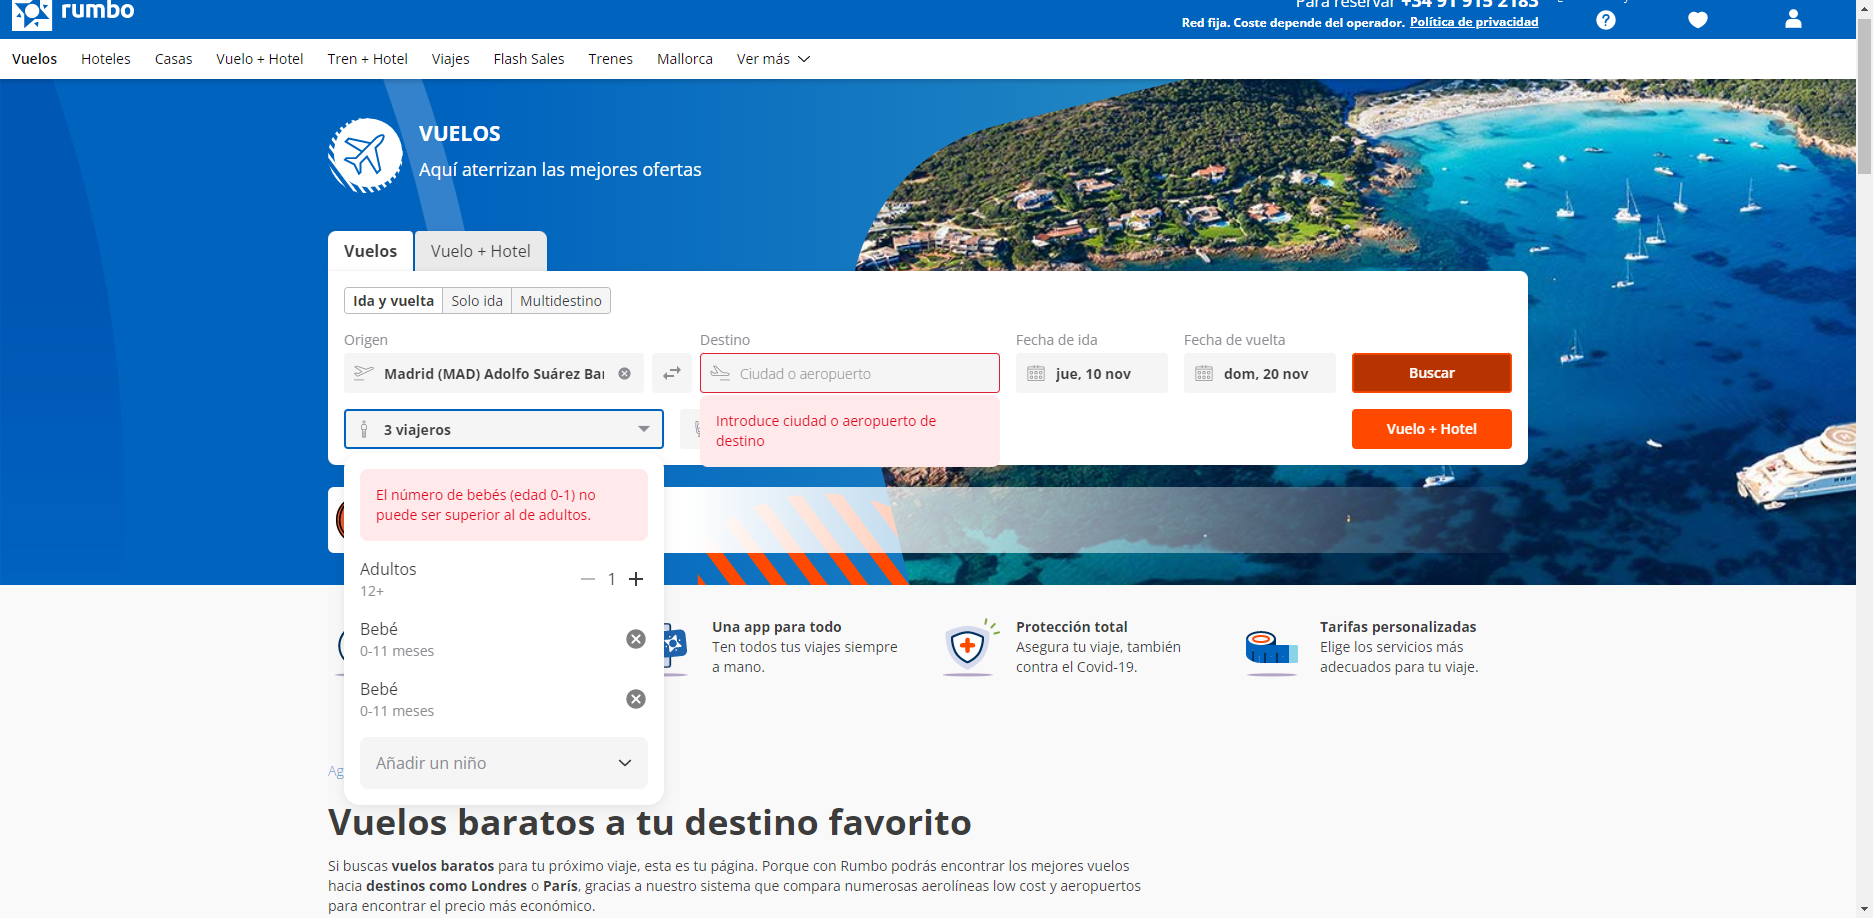 rumbo
Para reservar +34 91 915 2183
Red fija. Coste depende del operador. Política de privacidad
Vuelos
Hoteles
Casas
Vuelo + Hotel
Tren + Hotel
Viajes
Flash Sales
Trenes
Mallorca
Ver más
VUELOS
Aquí aterrizan las mejores ofertas
Vuelos
Vuelo + Hotel
Ida y vuelta
Solo ida
Multidestino
Origen
Destino
Fecha de ida
Fecha de vuelta
Madrid (MAD) Adolfo Suárez Bar
Ciudad o aeropuerto
jue, 10 nov
dom, 20 nov
Buscar
3 viajeros
Introduce ciudad o aeropuerto de
destino
Vuelo + Hotel
El número de bebés (edad 0-1) no
puede ser superior al de adultos.
Adultos
12+
1
Bebé
0-11 meses
Bebé
0-11 meses
Añadir un niño
Una app para todo
Ten todos tus viajes siempre
a mano.
Protección total
Asegura tu viaje, también
contra el Covid-19.
Tarifas personalizadas
Elige los servicios más
adecuados para tu viaje.
Ag
Vuelos baratos a tu destino favorito
Si buscas vuelos baratos para tu próximo viaje, esta es tu página. Porque con Rumbo podrás encontrar los mejores vuelos
hacia destinos como Londres o París, gracias a nuestro sistema que compara numerosas aerolíneas low cost y aeropuertos
para encontrar el precio más económico.